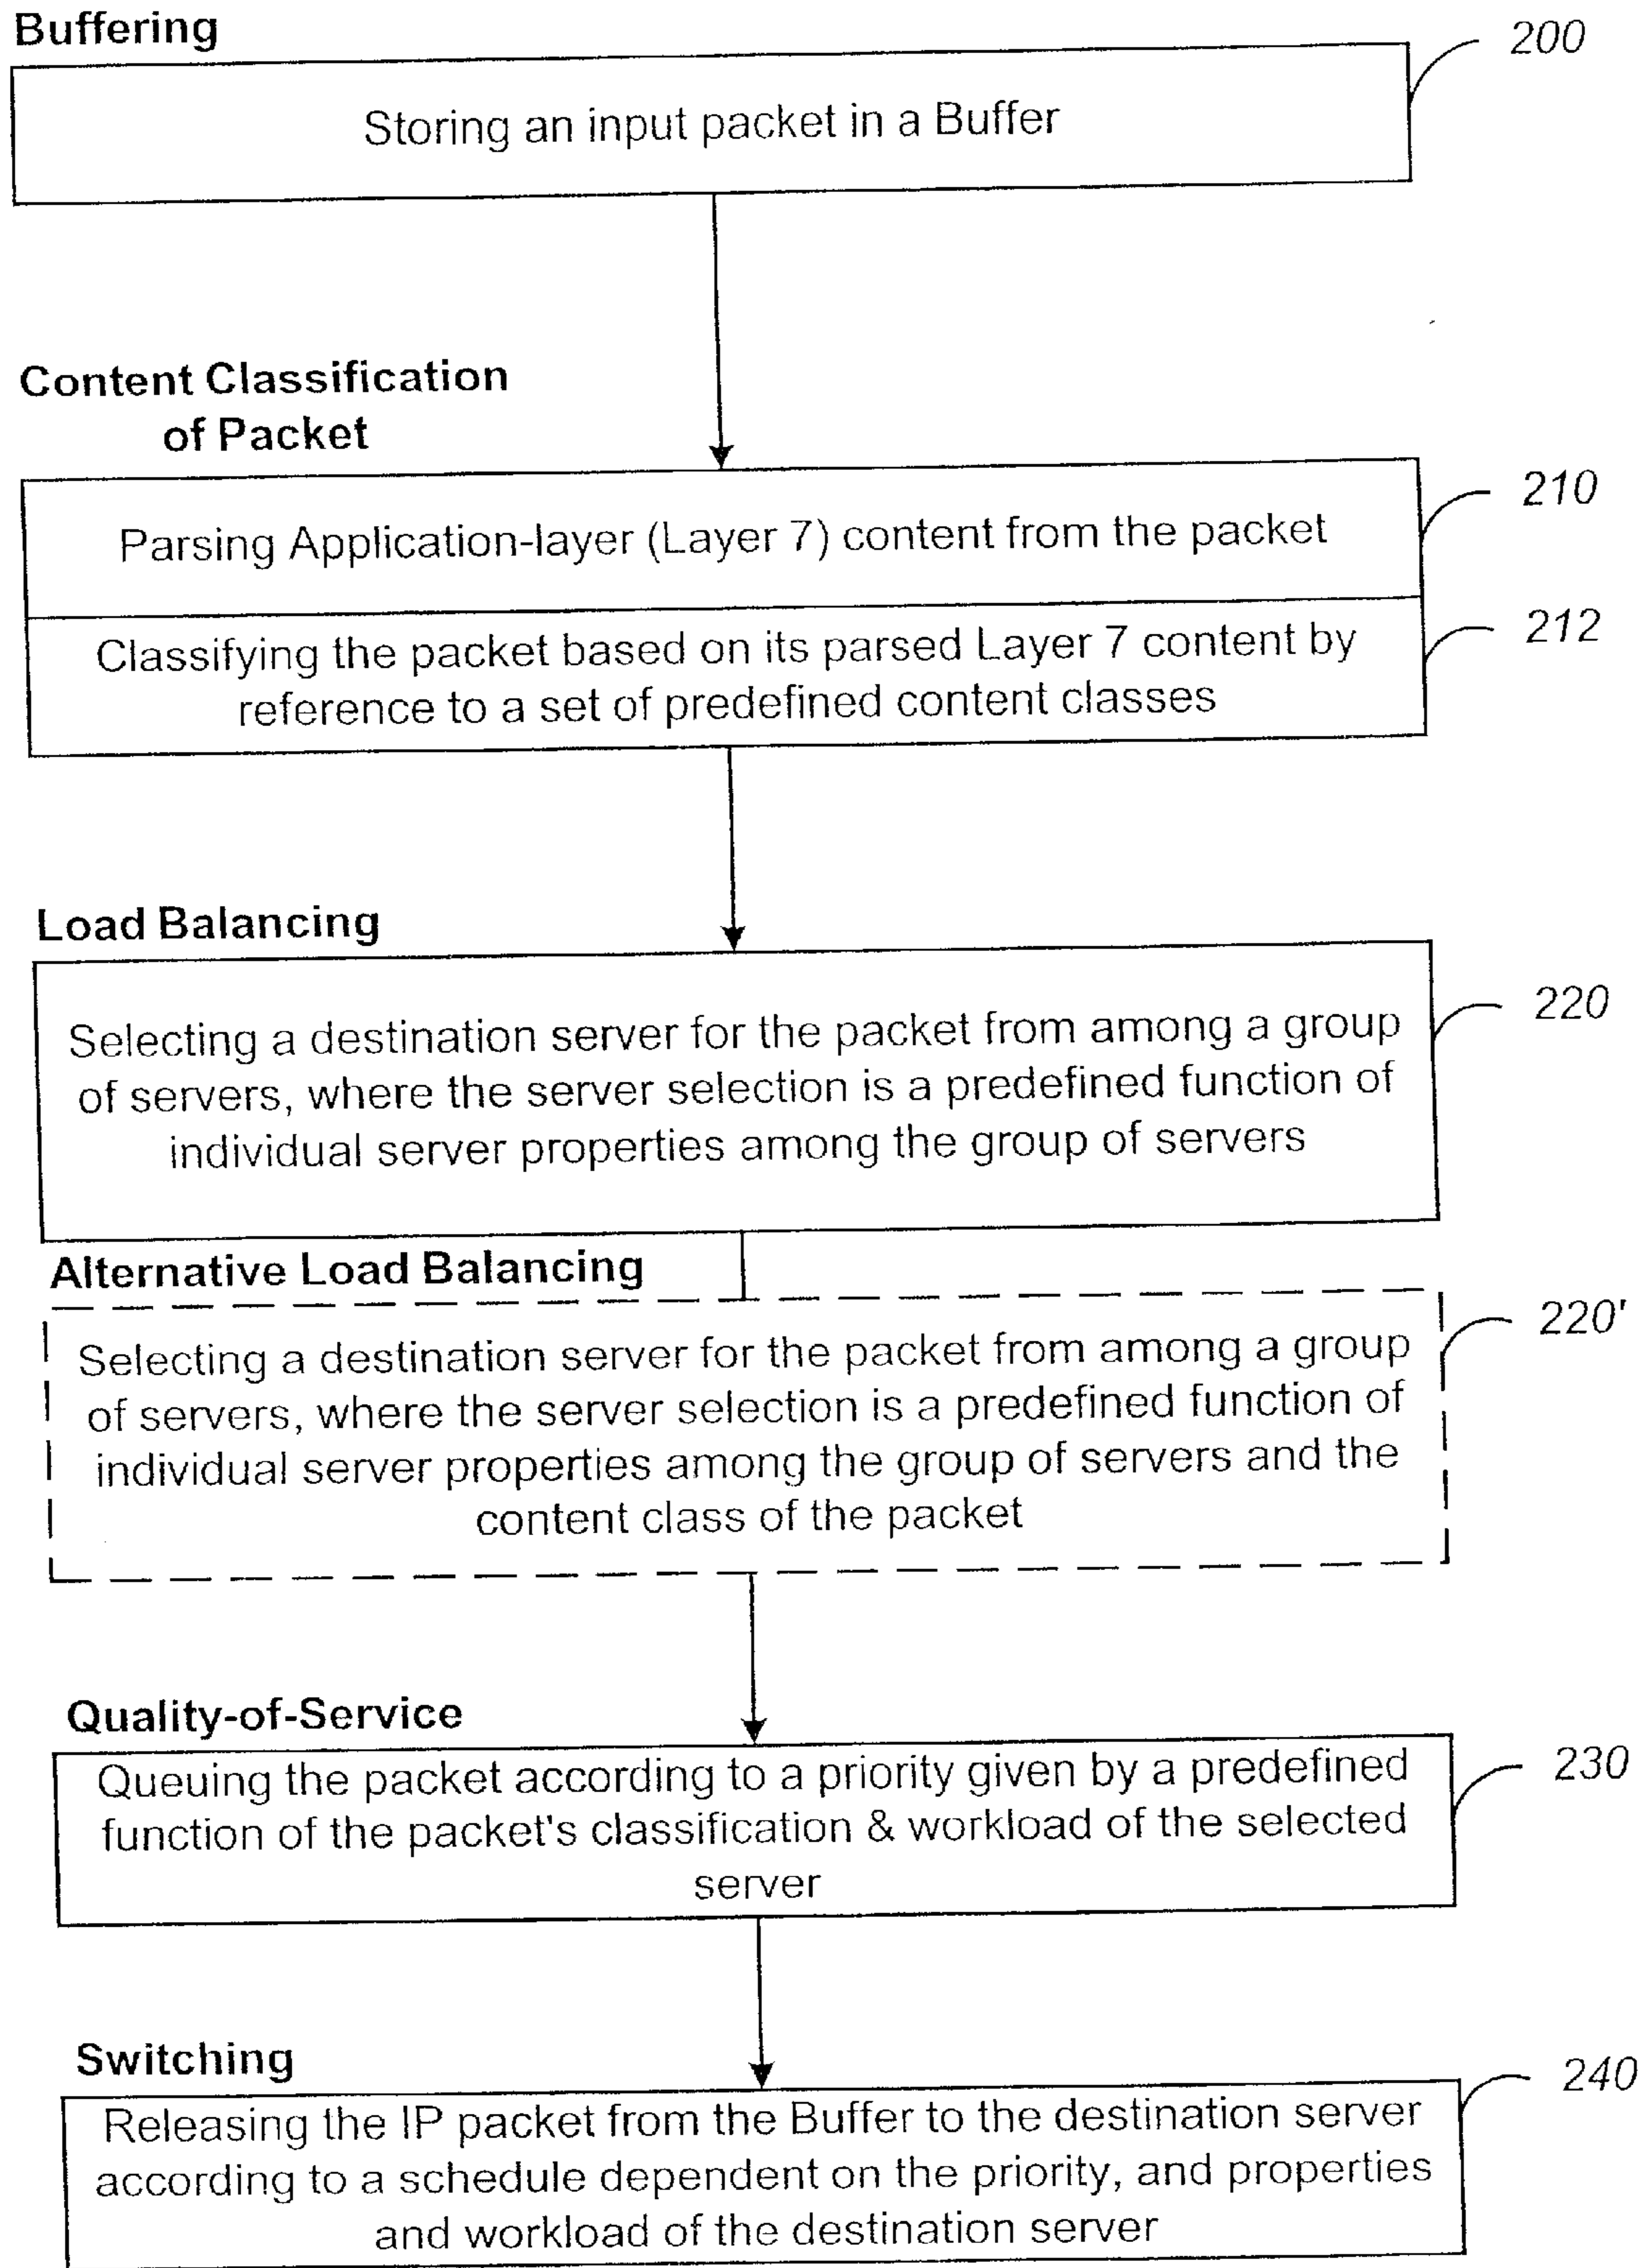 Buffering
200
Storing an input packet in a Buffer
Content Classification
of Packet
210
Parsing Application-layer (Layer 7) content from the packet
212
Classifying the packet based on its parsed Layer 7 content by
reference to a set of predefined content classes
Load Balancing
220
Selecting a destination server for the packet from among a group
of servers, where the server selection is a predefined function of
individual server properties among the group of servers
Alternative Load Balancing
220'
Selecting a destination server for the packet from among a group
of servers, where the server selection is a predefined function of
individual server properties among the group of servers and the
content class of the packet
Quality-of-Service
230
Queuing the packet according to a priority given by a predefined
function of the packet's classification & workload of the selected
server
Switching
240
Releasing the IP packet from the Buffer to the destination server
according to a schedule dependent on the priority, and properties
and workload of the destination server